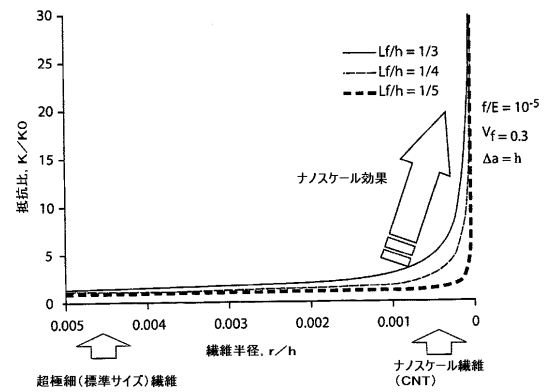 30
25
20
15
10
5
0
抵抗比, K/K0
Lf/h = 1/3
Lf/h = 1/4
Lf/h = 1/5
f/E = 10-5
Vf = 0.3
Δa = h
ナノスケール効果
0.005
0.004
0.003
0.002
0.001
0
繊維半径, r/h
超極細(標準サイズ)繊維
ナノスケール繊維
(CNT)